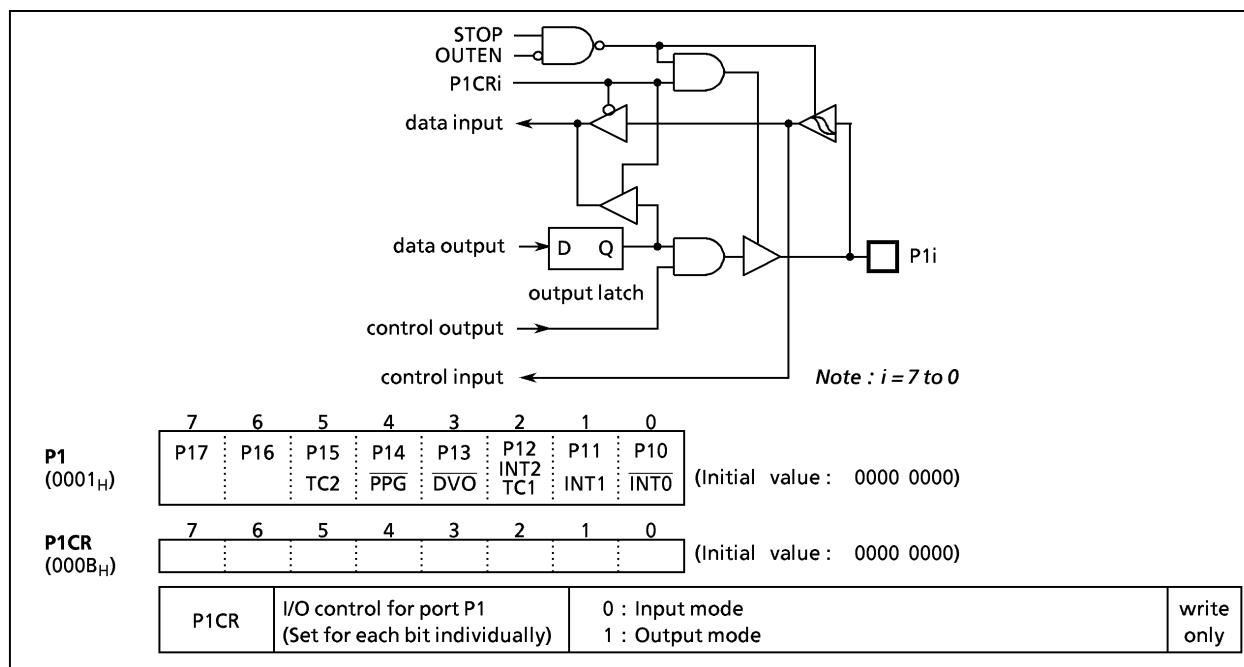 STOP
OUTEN
P1CRi
data input
data output
D Q
P1i
output latch
control output
control input
Note : i = 7 to 0
7 6 5 4 3 2 1 0
P1
(0001H)
P17 P16 P15 P14 P13 P12 P11 P10
TC2 PPG DVO INT2 TC1 INT1 INT0
(Initial value : 0000 0000)
7 6 5 4 3 2 1 0
P1CR
(000BH)
(Initial value : 0000 0000)
P1CR
I/O control for port P1
(Set for each bit individually)
0 : Input mode
1 : Output mode
write
only